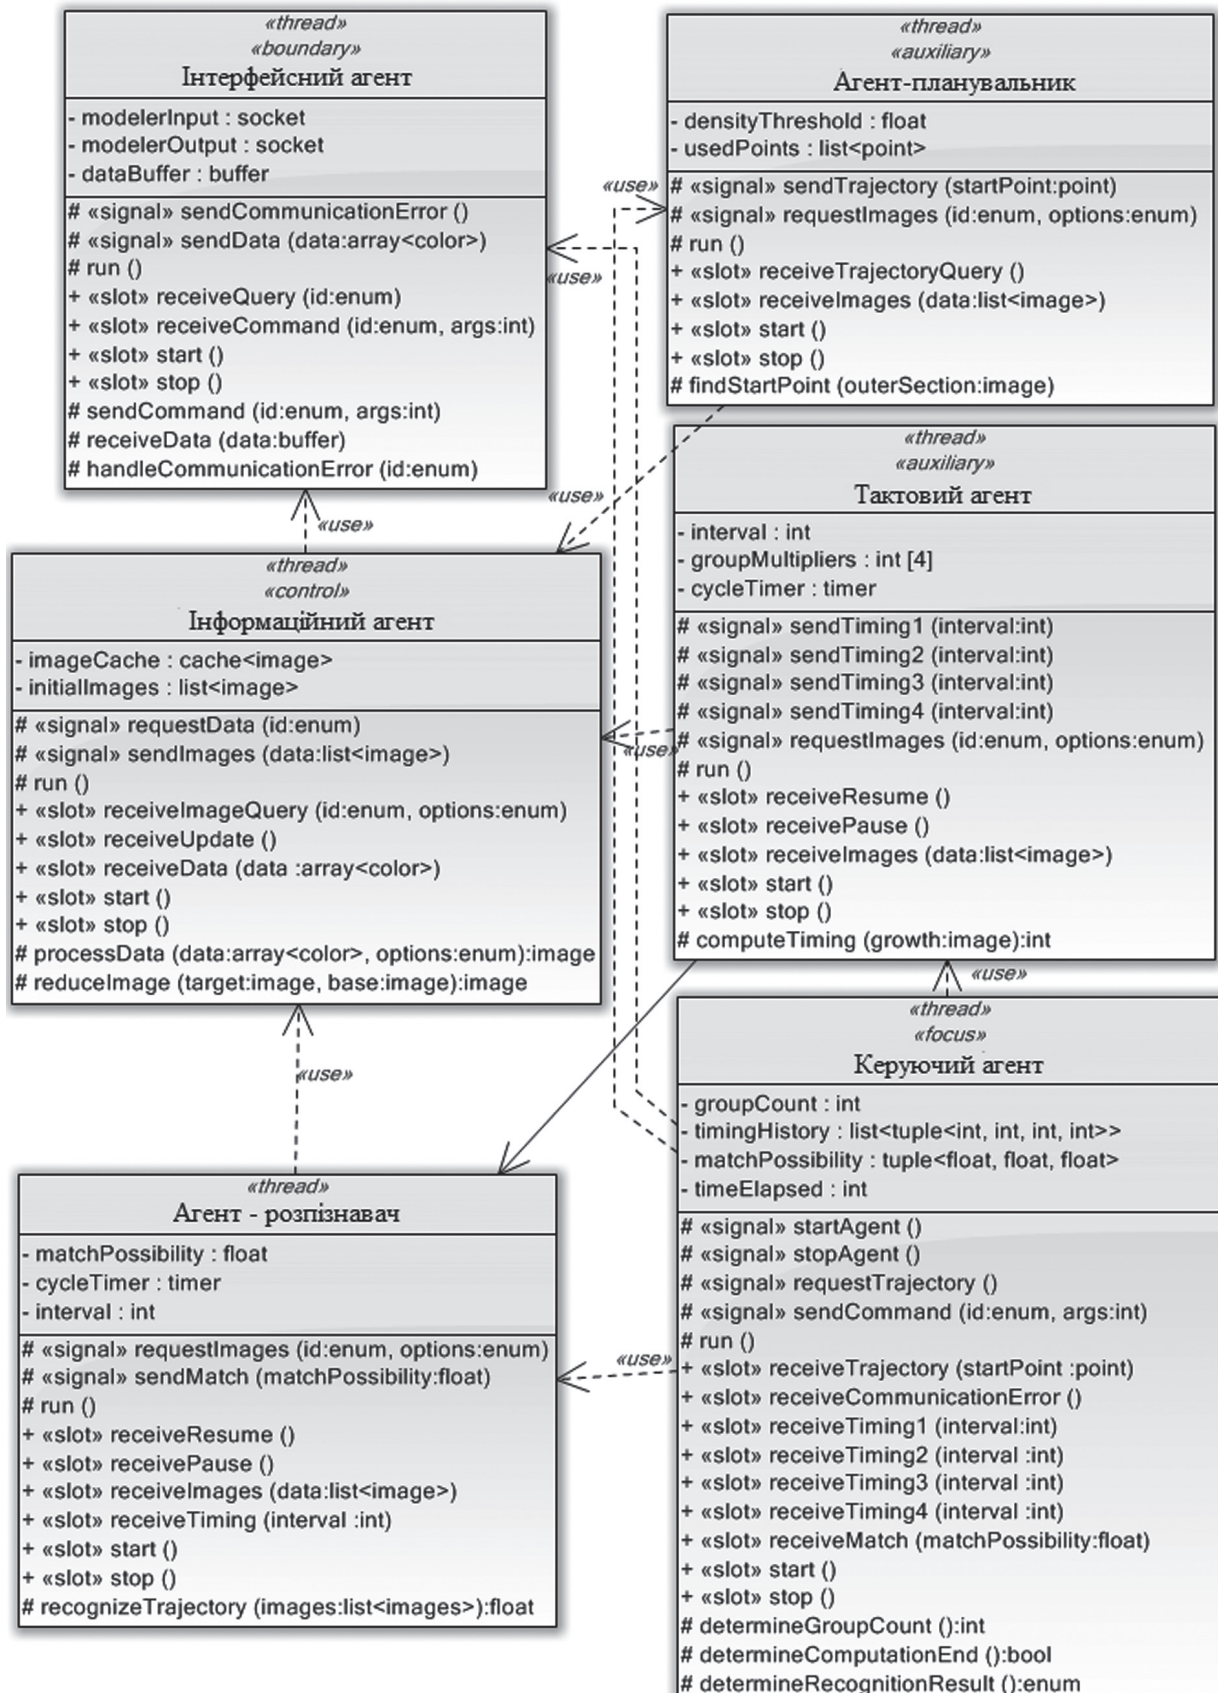 «thread»
«boundary»
Інтерфейсний агент
- modelerInput : socket
- modelerOutput : socket
- dataBuffer : buffer
# «signal» sendCommunicationError ()
# «signal» sendData (data:array<color>)
# run ()
+ «slot» receiveQuery (id:enum)
+ «slot» receiveCommand (id:enum, args:int)
+ «slot» start ()
+ «slot» stop ()
# sendCommand (id:enum, args:int)
# receiveData (data:buffer)
# handleCommunicationError (id:enum)
«thread»
«auxiliary»
Агент-планувальник
- densityThreshold : float
- usedPoints : list<point>
# «signal» sendTrajectory (startPoint:point)
# «signal» requestImages (id:enum, options:enum)
# run ()
+ «slot» receiveTrajectoryQuery ()
+ «slot» receiveImages (data:list<image>)
+ «slot» start ()
+ «slot» stop ()
# findStartPoint (outerSection:image)
«use»
«use»
«use»
«use»
«thread»
«control»
Інформаційний агент
- imageCache : cache<image>
- initialImages : list<image>
# «signal» requestData (id:enum)
# «signal» sendImages (data:list<image>)
# run ()
+ «slot» receiveImageQuery (id:enum, options:enum)
+ «slot» receiveUpdate ()
+ «slot» receiveData (data :array<color>)
+ «slot» start ()
+ «slot» stop ()
# processData (data:array<color>, options:enum):image
# reduceImage (target:image, base:image):image
«thread»
«auxiliary»
Тактовий агент
- interval : int
- groupMultipliers : int [4]
- cycleTimer : timer
# «signal» sendTiming1 (interval:int)
# «signal» sendTiming2 (interval:int)
# «signal» sendTiming3 (interval:int)
# «signal» sendTiming4 (interval:int)
# «signal» requestImages (id:enum, options:enum)
# run ()
+ «slot» receiveResume ()
+ «slot» receivePause ()
+ «slot» receiveImages (data:list<image>)
+ «slot» start ()
+ «slot» stop ()
# computeTiming (growth:image):int
«use»
«use»
«use»
«thread»
Агент - розпізнавач
- matchPossibility : float
- cycleTimer : timer
- interval : int
# «signal» requestImages (id:enum, options:enum)
# «signal» sendMatch (matchPossibility:float)
# run ()
+ «slot» receiveResume ()
+ «slot» receivePause ()
+ «slot» receiveImages (data:list<image>)
+ «slot» receiveTiming (interval :int)
+ «slot» start ()
+ «slot» stop ()
# recognizeTrajectory (images:list<images>):float
«use»
«thread»
«focus»
Керуючий агент
- groupCount : int
- timingHistory : list<tuple<int, int, int, int>>
- matchPossibility : tuple<float, float, float>
- timeElapsed : int
# «signal» startAgent ()
# «signal» stopAgent ()
# «signal» requestTrajectory ()
# «signal» sendCommand (id:enum, args:int)
# run ()
+ «slot» receiveTrajectory (startPoint :point)
+ «slot» receiveCommunicationError ()
+ «slot» receiveTiming1 (interval:int)
+ «slot» receiveTiming2 (interval :int)
+ «slot» receiveTiming3 (interval :int)
+ «slot» receiveTiming4 (interval :int)
+ «slot» receiveMatch (matchPossibility:float)
+ «slot» start ()
+ «slot» stop ()
# determineGroupCount ():int
# determineComputationEnd ():bool
# determineRecognitionResult ():enum